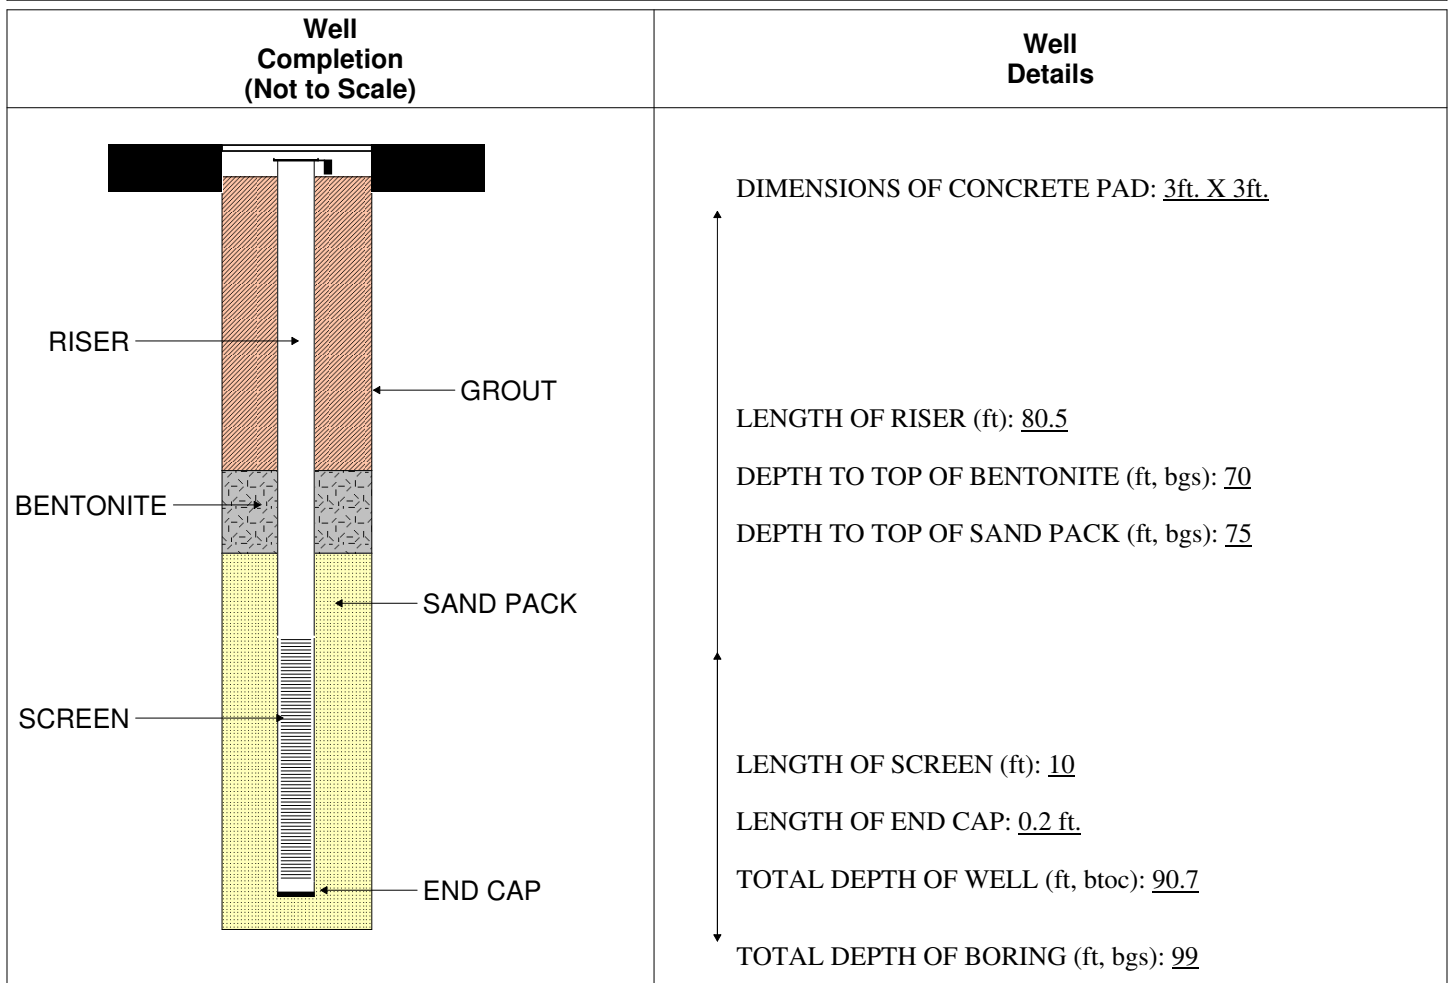 Well
Completion
(Not to Scale)
Well
Details
DIMENSIONS OF CONCRETE PAD: 3ft. X 3ft.
RISER
GROUT
LENGTH OF RISER (ft): 80.5
DEPTH TO TOP OF BENTONITE (ft, bgs): 70
BENTONITE
DEPTH TO TOP OF SAND PACK (ft, bgs): 75
SAND PACK
SCREEN
LENGTH OF SCREEN (ft): 10
LENGTH OF END CAP: 0.2 ft.
END CAP
TOTAL DEPTH OF WELL (ft, btoc): 90.7
TOTAL DEPTH OF BORING (ft, bgs): 99